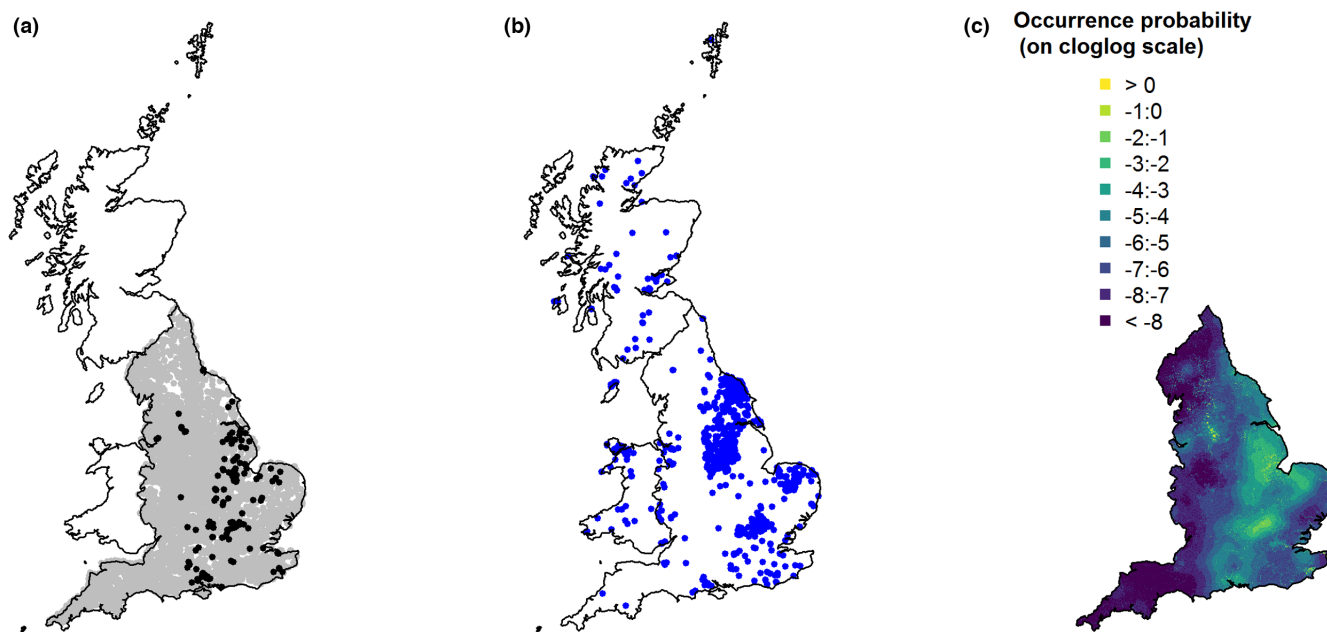 (a)
(b)
(c)
Occurrence probability
(on cloglog scale)
> 0
-1:0
-2:-1
-3:-2
-4:-3
-5:-4
-6:-5
-7:-6
-8:-7
< -8